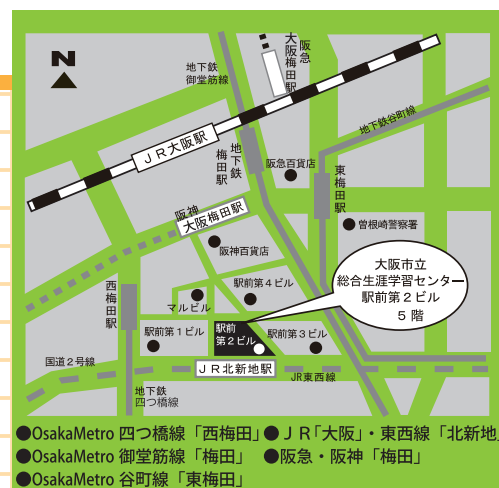 N
地下鉄
御堂筋線
阪急
大阪梅田駅
地下鉄谷町線
JR大阪駅
地下鉄
梅田駅
阪急百貨店
東梅田駅
阪神
大阪梅田駅
曾根崎警察署
阪神百貨店
大阪市立
総合生涯学習センター
駅前第2ビル
5階
西梅田駅
マルビル
駅前第4ビル
駅前第1ビル
駅前
第2ビル
駅前第3ビル
国道2号線
JR北新地駅
JR東西線
地下鉄
四つ橋線
●OsakaMetro 四つ橋線「西梅田」●JR「大阪」・東西線「北新地
●OsakaMetro 御堂筋線「梅田」 ●阪急・阪神「梅田」
●OsakaMetro 谷町線「東梅田」